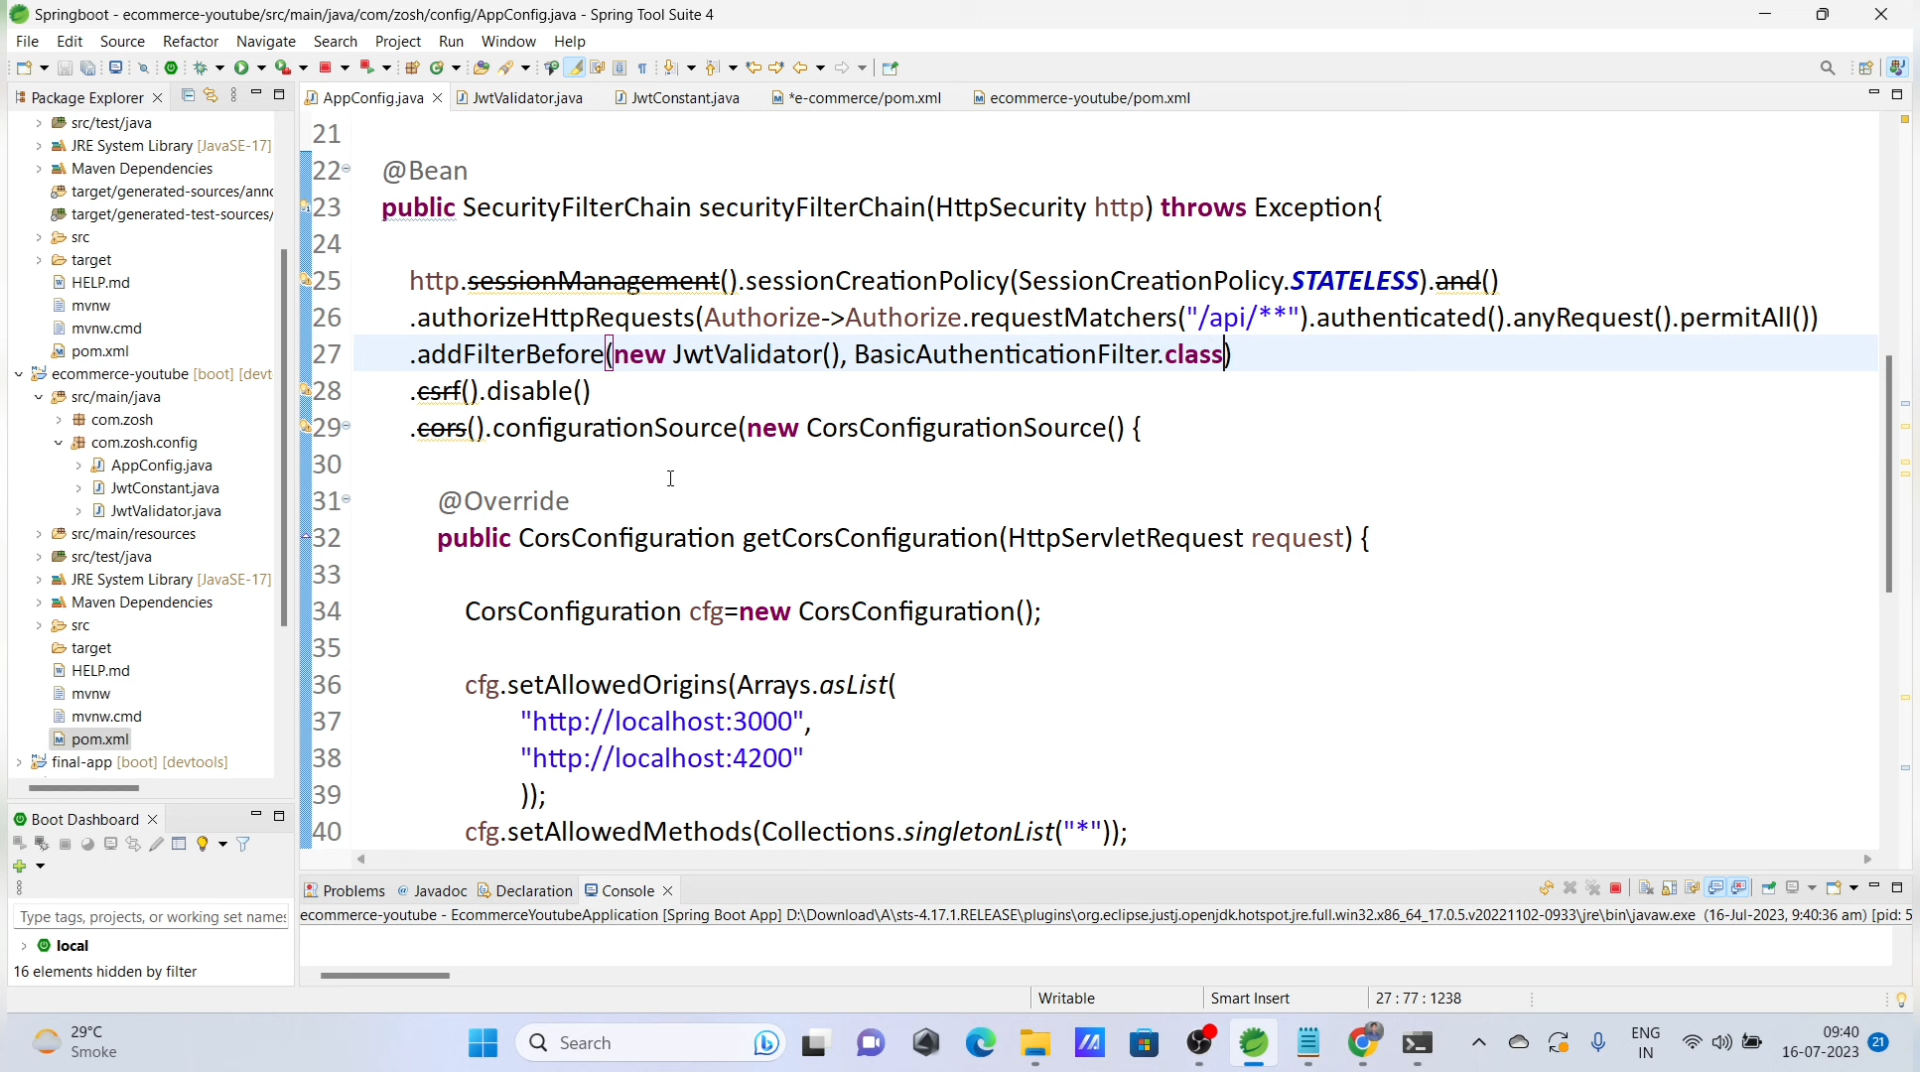 Springboot - ecommerce-youtube/src/main/java/com/zosh/config/AppConfig.java - Spring Tool Suite 4
File Edit Source Refactor Navigate Search Project Run Window Help
Package Explorer
AppConfig.java JwtValidator.java JwtConstant.java *e-commerce/pom.xml ecommerce-youtube/pom.xml
src/test/java
JRE System Library [JavaSE-17]
Maven Dependencies
target/generated-sources/anno
target/generated-test-sources/
src
target
HELP.md
mvnw
mvnw.cmd
pom.xml
ecommerce-youtube [boot] [devt
src/main/java
com.zosh
com.zosh.config
AppConfig.java
JwtConstant.java
JwtValidator.java
src/main/resources
src/test/java
JRE System Library [JavaSE-17]
Maven Dependencies
src
target
HELP.md
mvnw
mvnw.cmd
pom.xml
final-app [boot] [devtools]
21
22 @Bean
23 public SecurityFilterChain securityFilterChain(HttpSecurity http) throws Exception{
24
25 http.sessionManagement().sessionCreationPolicy(SessionCreationPolicy.STATELESS).and()
26 .authorizeHttpRequests(Authorize->Authorize.requestMatchers("/api/**").authenticated().anyRequest().permitAll())
27 .addFilterBefore(new JwtValidator(), BasicAuthenticationFilter.class)
28 .csrf().disable()
29 .cors().configurationSource(new CorsConfigurationSource() {
30
31 @Override
32 public CorsConfiguration getCorsConfiguration(HttpServletRequest request) {
33
34 CorsConfiguration cfg=new CorsConfiguration();
35
36 cfg.setAllowedOrigins(Arrays.asList(
37 "http://localhost:3000",
38 "http://localhost:4200"
39 ));
40 cfg.setAllowedMethods(Collections.singletonList("*"));
Boot Dashboard
Type tags, projects, or working set names
local
16 elements hidden by filter
Problems Javadoc Declaration Console
ecommerce-youtube - EcommerceYoutubeApplication [Spring Boot App] D:\Download\A\sts-4.17.1.RELEASE\plugins\org.eclipse.justj.openjdk.hotspot.jre.full.win32.x86_64_17.0.5.v20221102-0933\jre\bin\javaw.exe (16-Jul-2023, 9:40:36 am) [pid: 5
Writable Smart Insert 27 : 77 : 1238
29°C
Smoke
Search
ENG
IN
09:40
16-07-2023
21